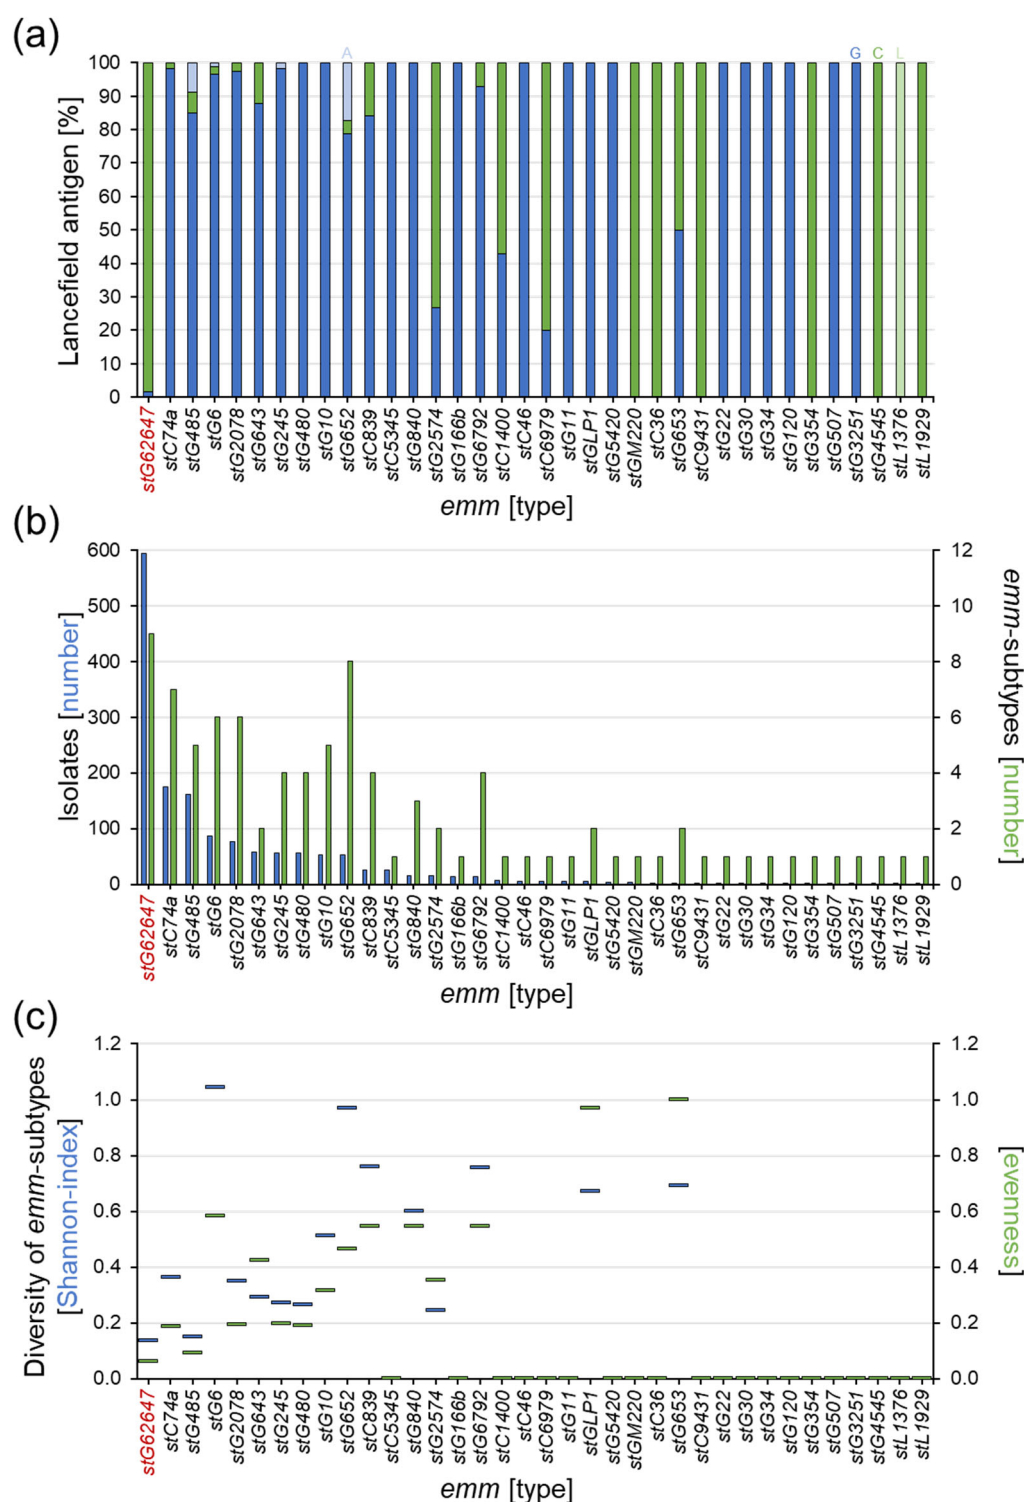 (a)
A G C L
Lancefield antigen [%]
100
90
80
70
60
50
40
30
20
10
0
stG62647 stC74a stG485 stG6 stG2078 stG643 stG245 stG480 stG10 stG652 stC839 stC5345 stG840 stG2574 stG166b stG6792 stC1400 stC46 stC6979 stG11 stGLP1 stG5420 stGM220 stC36 stG653 stC9431 stG22 stG30 stG34 stG120 stG354 stG507 stG3251 stG4545 stL1376 stL1929
emm [type]
(b)
Isolates [number]
600
500
400
300
200
100
0
12
10
8
6
4
2
0
emm-subtypes [number]
stG62647 stC74a stG485 stG6 stG2078 stG643 stG245 stG480 stG10 stG652 stC839 stC5345 stG840 stG2574 stG166b stG6792 stC1400 stC46 stC6979 stG11 stGLP1 stG5420 stGM220 stC36 stG653 stC9431 stG22 stG30 stG34 stG120 stG354 stG507 stG3251 stG4545 stL1376 stL1929
emm [type]
(c)
Diversity of emm-subtypes
[Shannon-index]
1.2
1.0
0.8
0.6
0.4
0.2
0.0
1.2
1.0
0.8
0.6
0.4
0.2
0.0
[evenness]
stG62647 stC74a stG485 stG6 stG2078 stG643 stG245 stG480 stG10 stG652 stC839 stC5345 stG840 stG2574 stG166b stG6792 stC1400 stC46 stC6979 stG11 stGLP1 stG5420 stGM220 stC36 stG653 stC9431 stG22 stG30 stG34 stG120 stG354 stG507 stG3251 stG4545 stL1376 stL1929
emm [type]